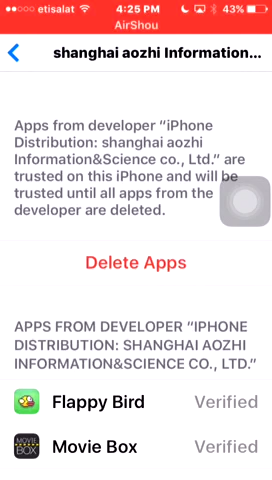 etisalat 4:25 PM 43%
AirShou
shanghai aozhi Information...
Apps from developer “iPhone
Distribution: shanghai aozhi
Information&Science co., Ltd.” are
trusted on this iPhone and will be
trusted until all apps from the
developer are deleted.
Delete Apps
APPS FROM DEVELOPER “IPHONE
DISTRIBUTION: SHANGHAI AOZHI
INFORMATION&SCIENCE CO., LTD.”
Flappy Bird Verified
MOVIE
BOX
Movie Box Verified